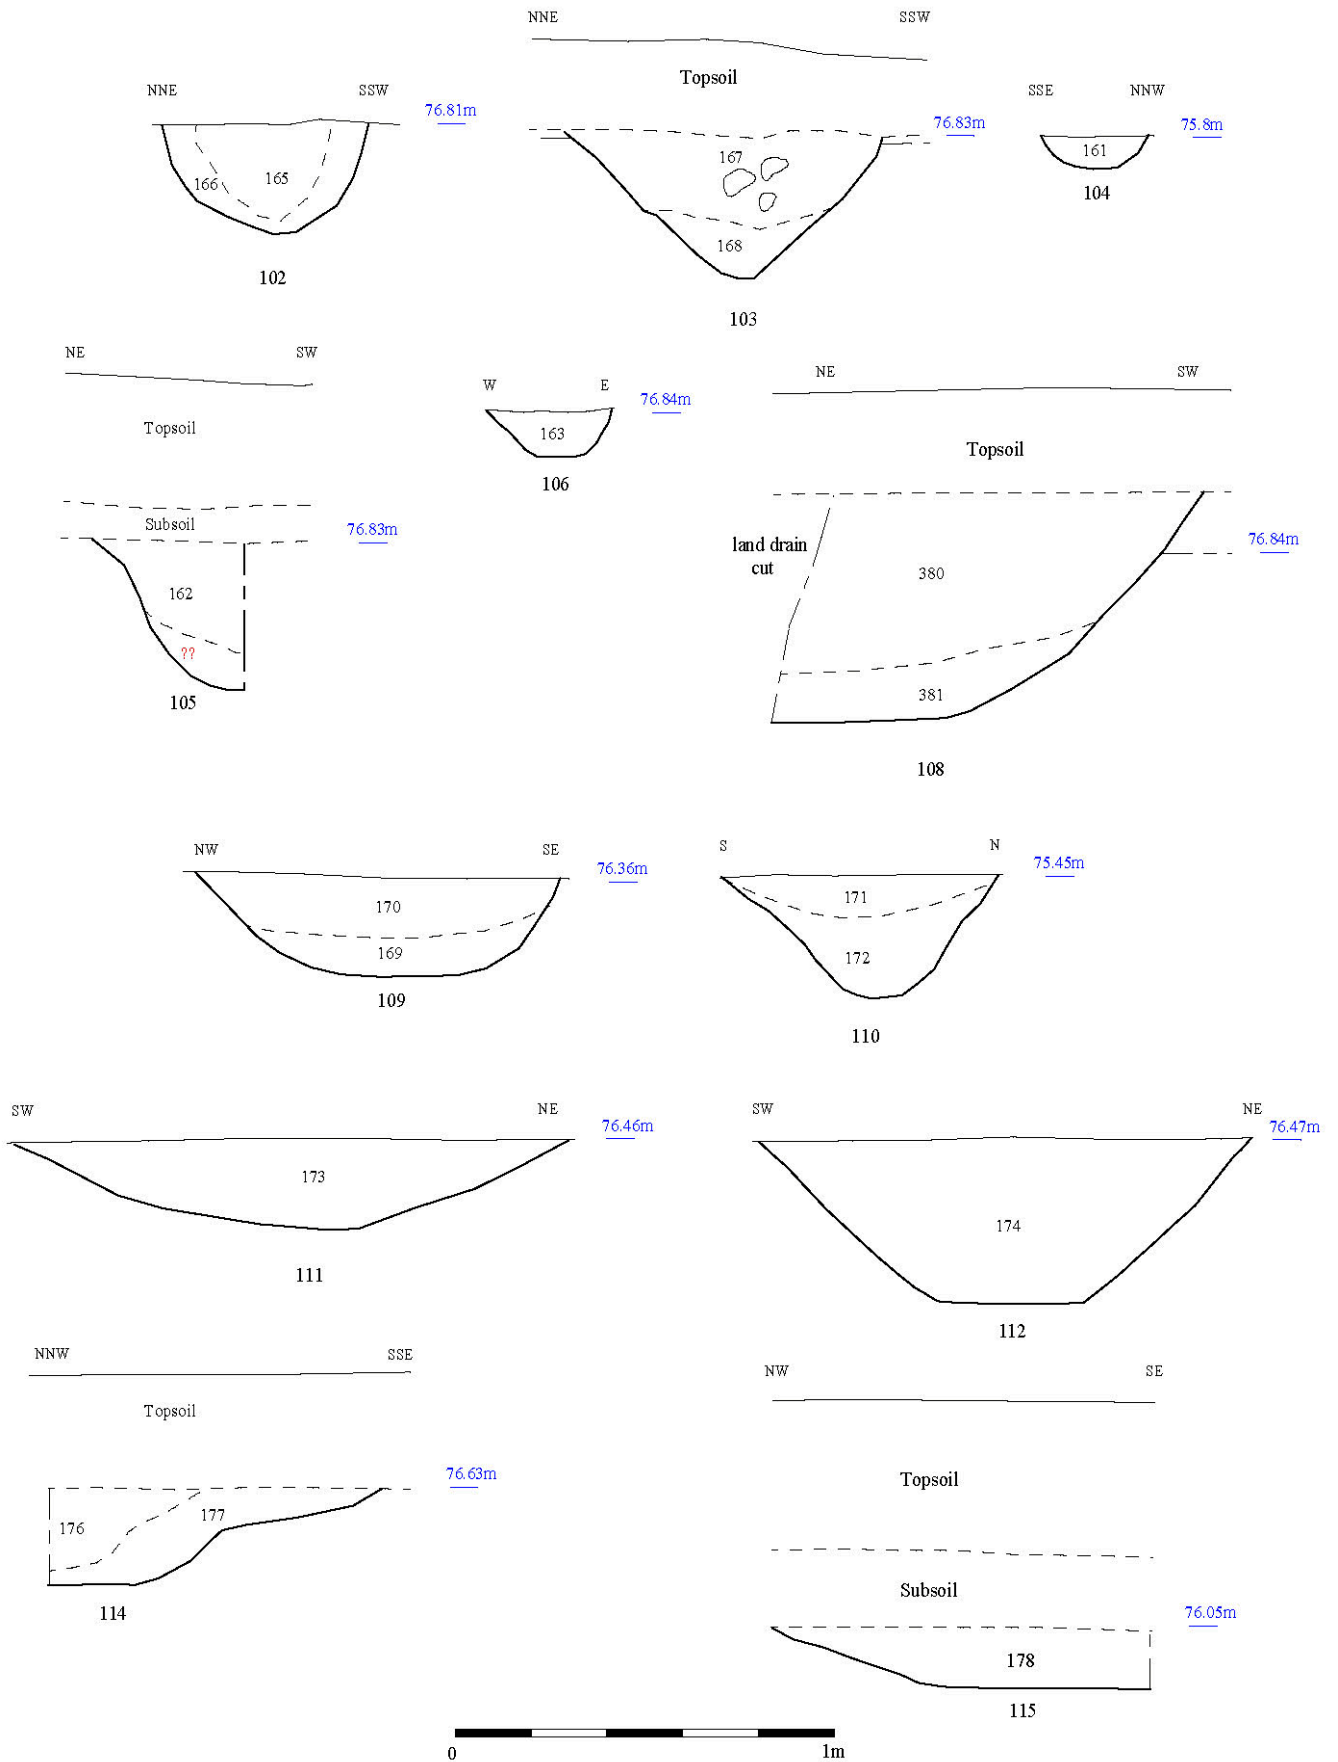 NNE SSW
Topsoil
NNE SSW 76.81m
SSE NNW
76.83m 75.8m
167 161
166 165
104
168
102
103
NE SW
NE SW
W E
76.84m
Topsoil
163
Topsoil
106
Subsoil 76.83m
land drain cut
76.84m
380
162
??
105
381
108
NW SE 76.36m
S N 75.45m
170
171
169
172
109
110
SW NE 76.46m
SW NE 76.47m
173
174
111
112
NNW SSE
NW SE
Topsoil
76.63m
Topsoil
176 177
Subsoil
114
76.05m
178
115
0 1m